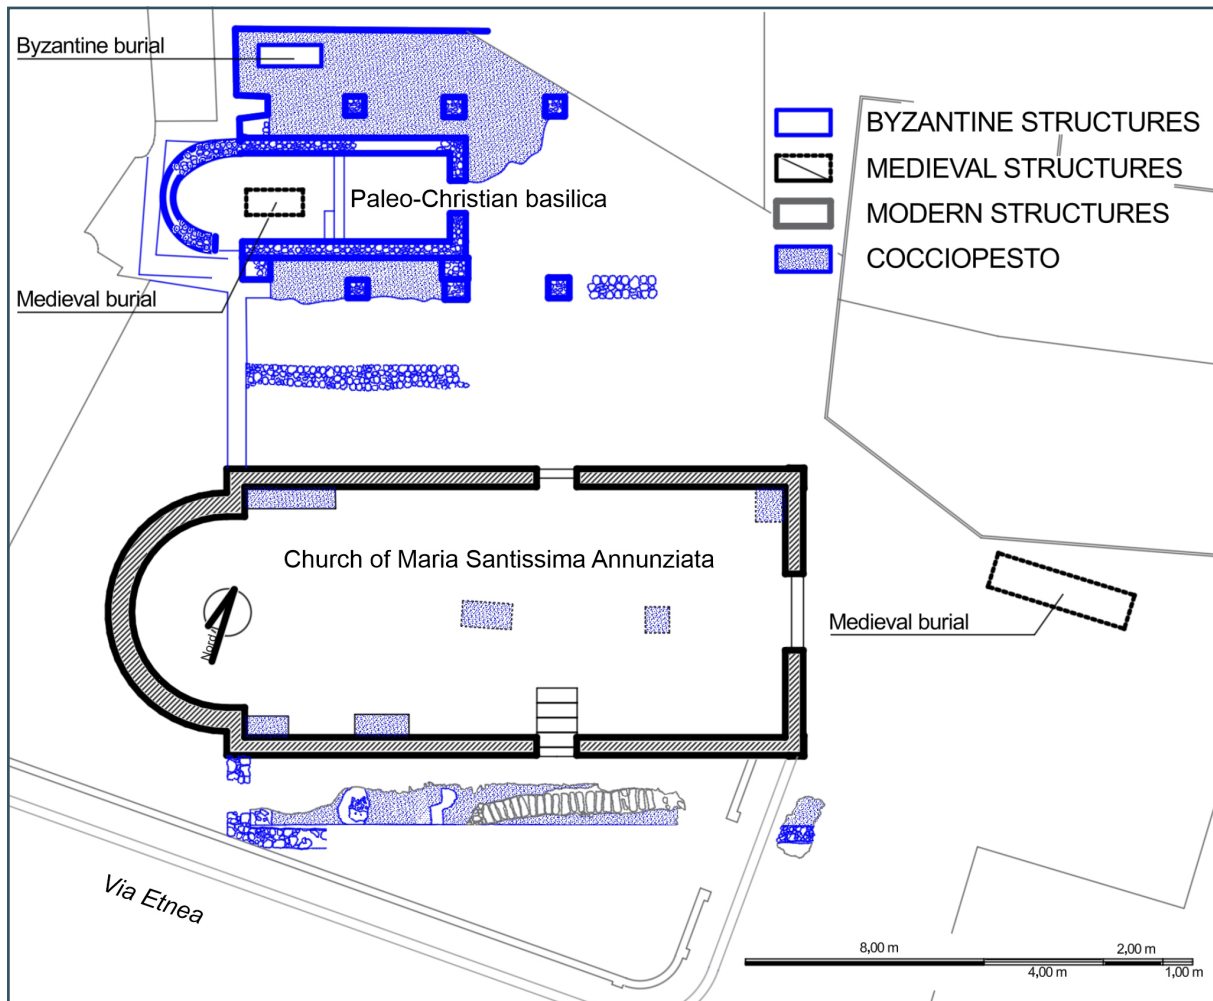 Byzantine burial
BYZANTINE STRUCTURES
MEDIEVAL STRUCTURES
Paleo-Christian basilica
MODERN STRUCTURES
COCCIOPESTO
Medieval burial
Church of Maria Santissima Annunziata
Nord
Medieval burial
Via Etnea
8,00 m
2,00 m
4,00 m
1,00 m